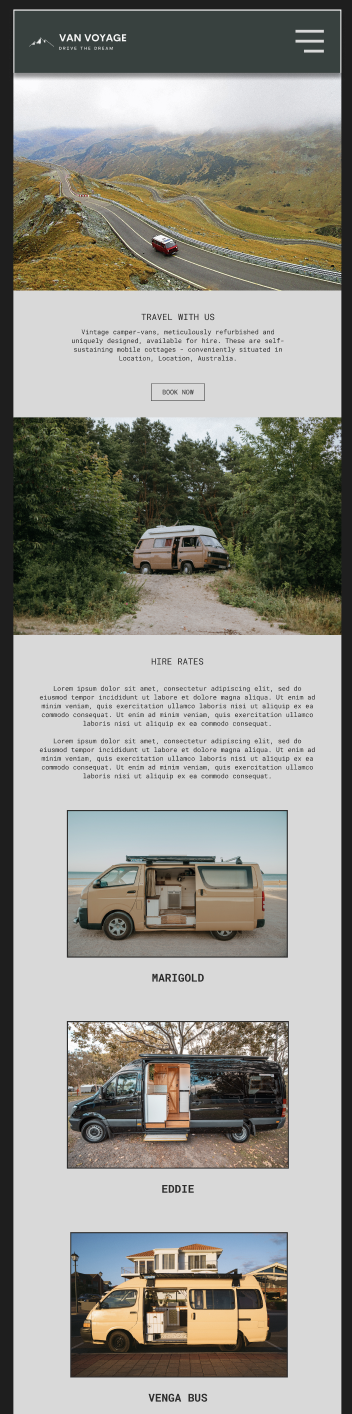 VAN VOYAGE
DRIVE THE DREAM
TRAVEL WITH US
Vintage camper-vans, meticulously refurbished and
uniquely designed, available for hire. These are self-
sustaining mobile cottages - conveniently situated in
Location, Location, Australia.
BOOK NOW
HIRE RATES
Lorem ipsum dolor sit amet, consectetur adipiscing elit, sed do
eiusmod tempor incididunt ut labore et dolore magna aliqua. Ut enim ad
minim veniam, quis exercitation ullamco laboris nisi ut aliquip ex ea
commodo consequat. Ut enim ad minim veniam, quis exercitation ullamco
laboris nisi ut aliquip ex ea commodo consequat.
Lorem ipsum dolor sit amet, consectetur adipiscing elit, sed do
eiusmod tempor incididunt ut labore et dolore magna aliqua. Ut enim ad
minim veniam, quis exercitation ullamco laboris nisi ut aliquip ex ea
commodo consequat. Ut enim ad minim veniam, quis exercitation ullamco
laboris nisi ut aliquip ex ea commodo consequat.
MARIGOLD
EDDIE
VENGA BUS